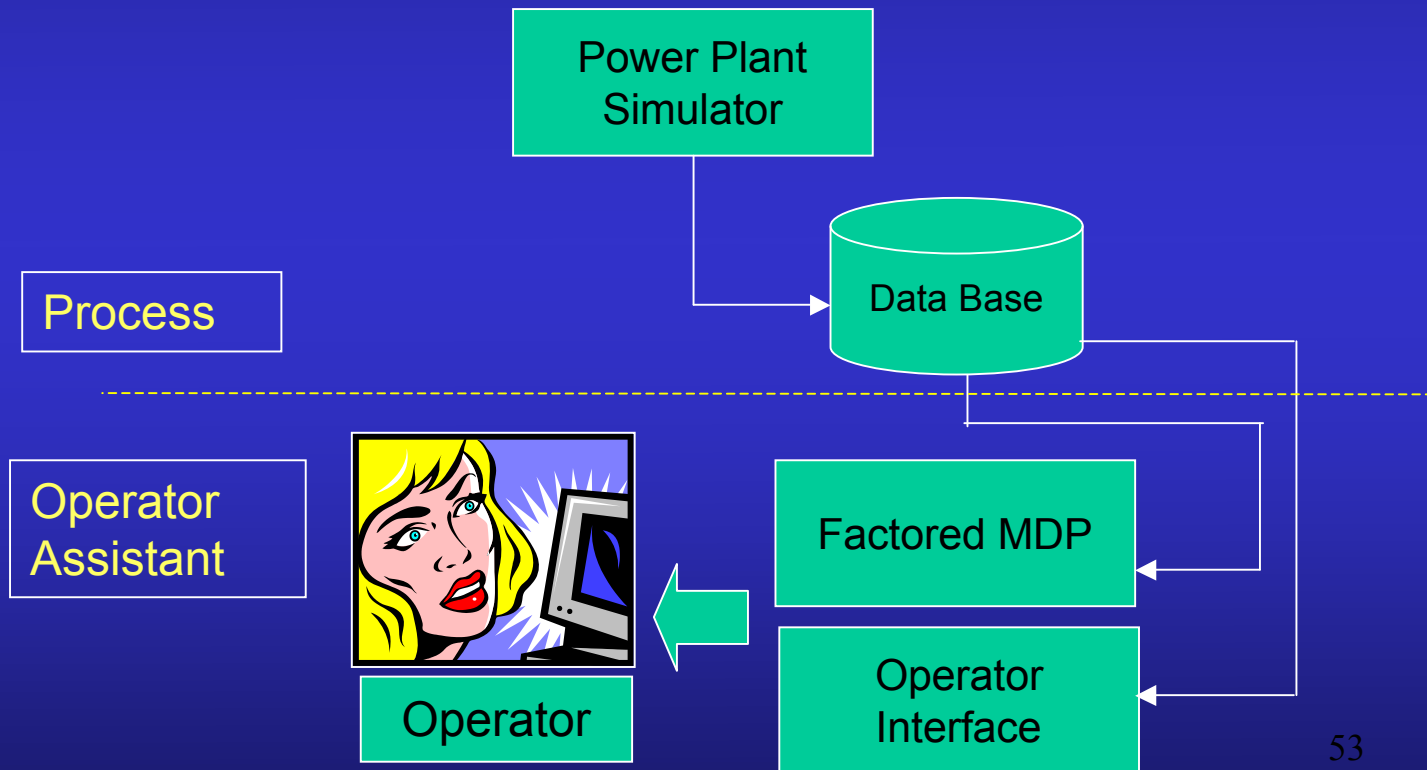 Power Plant
Simulator
Data Base
Process
Operator
Assistant
Factored MDP
Operator
Operator
Interface
53